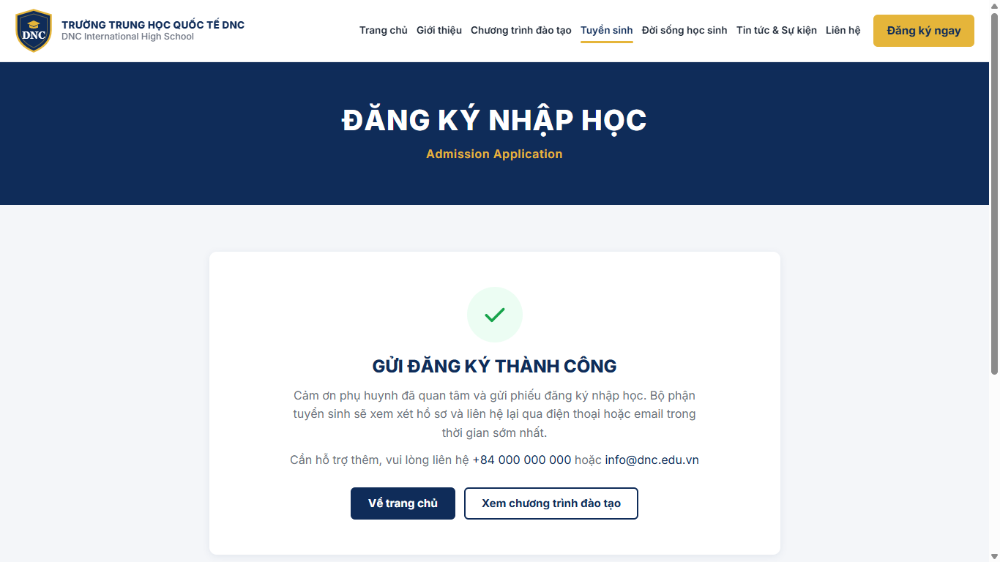 DNC
TRƯỜNG TRUNG HỌC QUỐC TẾ DNC
DNC International High School
Trang chủ
Giới thiệu
Chương trình đào tạo
Tuyển sinh
Đời sống học sinh
Tin tức & Sự kiện
Liên hệ
Đăng ký ngay
ĐĂNG KÝ NHẬP HỌC
Admission Application
GỬI ĐĂNG KÝ THÀNH CÔNG
Cảm ơn phụ huynh đã quan tâm và gửi phiếu đăng ký nhập học. Bộ phận
tuyển sinh sẽ xem xét hồ sơ và liên hệ lại qua điện thoại hoặc email trong
thời gian sớm nhất.
Cần hỗ trợ thêm, vui lòng liên hệ +84 000 000 000 hoặc info@dnc.edu.vn
Về trang chủ
Xem chương trình đào tạo